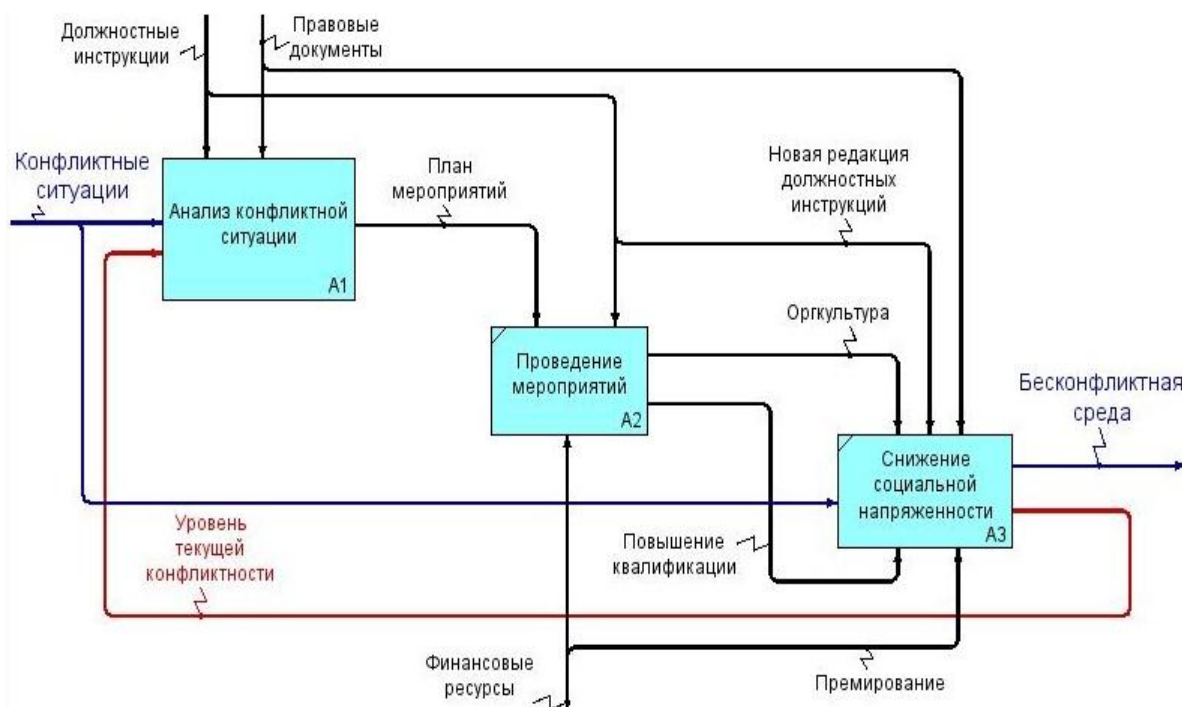 Должностные
инструкции
Правовые
документы
Конфликтные
ситуации
Анализ конфликтной
ситуации
A1
План
мероприятий
Новая редакция
должностных
инструкций
Проведение
мероприятий
A2
Оргкультура
Бесконфликтная
среда
Снижение
социальной
напряженности
A3
Уровень
текущей
конфликтности
Повышение
квалификации
Финансовые
ресурсы
Премирование